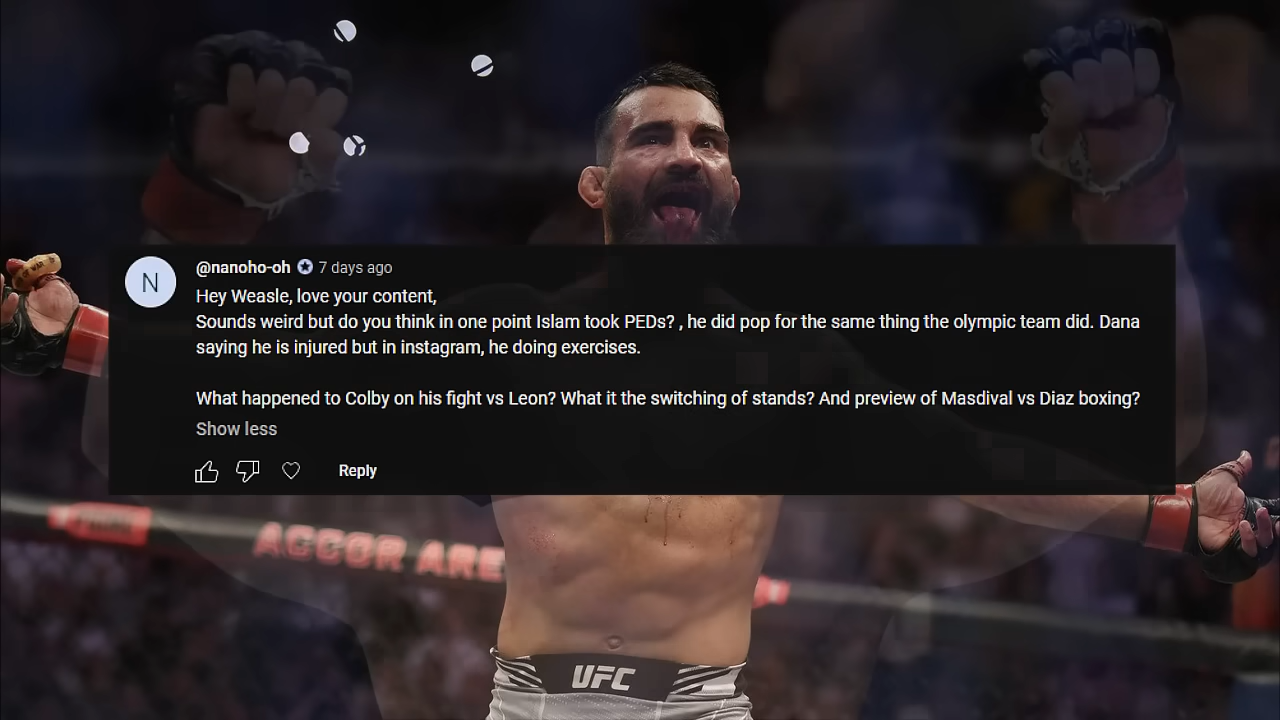 N
@nanoho-oh 7 days ago
Hey Weasle, love your content,
Sounds weird but do you think in one point Islam took PEDs? , he did pop for the same thing the olympic team did. Dana
saying he is injured but in instagram, he doing exercises.
What happened to Colby on his fight vs Leon? What it the switching of stands? And preview of Masdival vs Diaz boxing?
Show less
Reply
ACCOR ARE
UFC